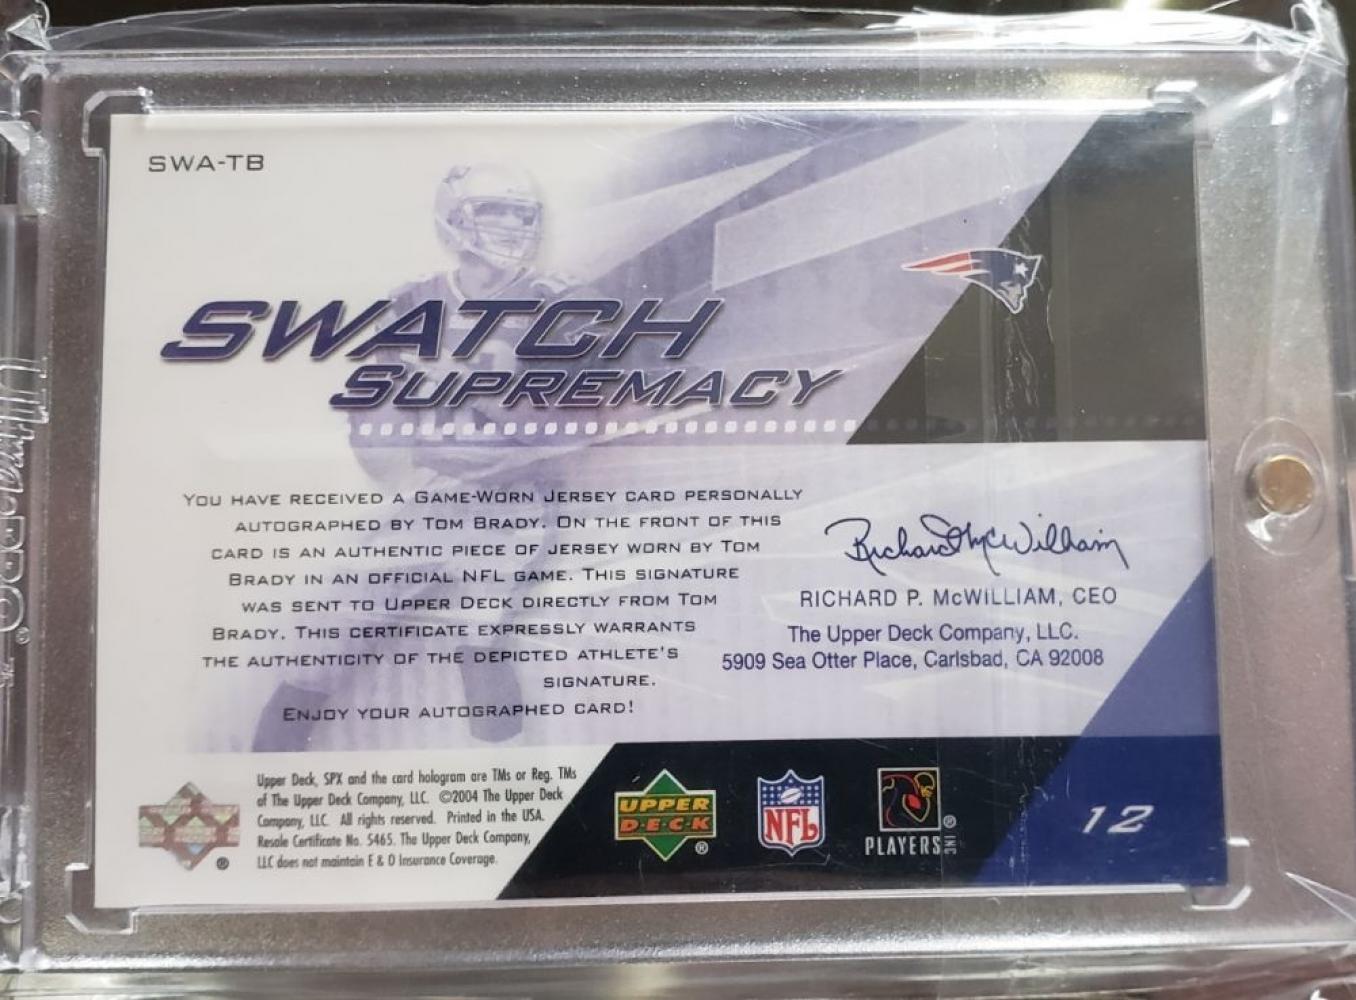 SWA-TB
SWATCH
SUPREMACY
YOU HAVE RECEIVED A GAME-WORN JERSEY CARD PERSONALLY
AUTOGRAPHED BY TOM BRADY. ON THE FRONT OF THIS
CARD IS AN AUTHENTIC PIECE OF JERSEY WORN BY TOM
BRADY IN AN OFFICIAL NFL GAME. THIS SIGNATURE
WAS SENT TO UPPER DECK DIRECTLY FROM TOM
BRADY. THIS CERTIFICATE EXPRESSLY WARRANTS
THE AUTHENTICITY OF THE DEPICTED ATHLETE'S
SIGNATURE.
ENJOY YOUR AUTOGRAPHED CARD!
Richard McWilliam
RICHARD P. McWILLIAM, CEO
The Upper Deck Company, LLC.
5909 Sea Otter Place, Carlsbad, CA 92008
Upper Deck, SPX and the card hologram are TMs or Reg. TMs
of The Upper Deck Company, LLC. ©2004 The Upper Deck
Company, LLC. All rights reserved. Printed in the USA.
Resale Certificate No. 5465. The Upper Deck Company,
LLC does not maintain E & O Insurance Coverage.
®
UPPER
D·E·C·K
®
NFL
PLAYERS
INC
®
12